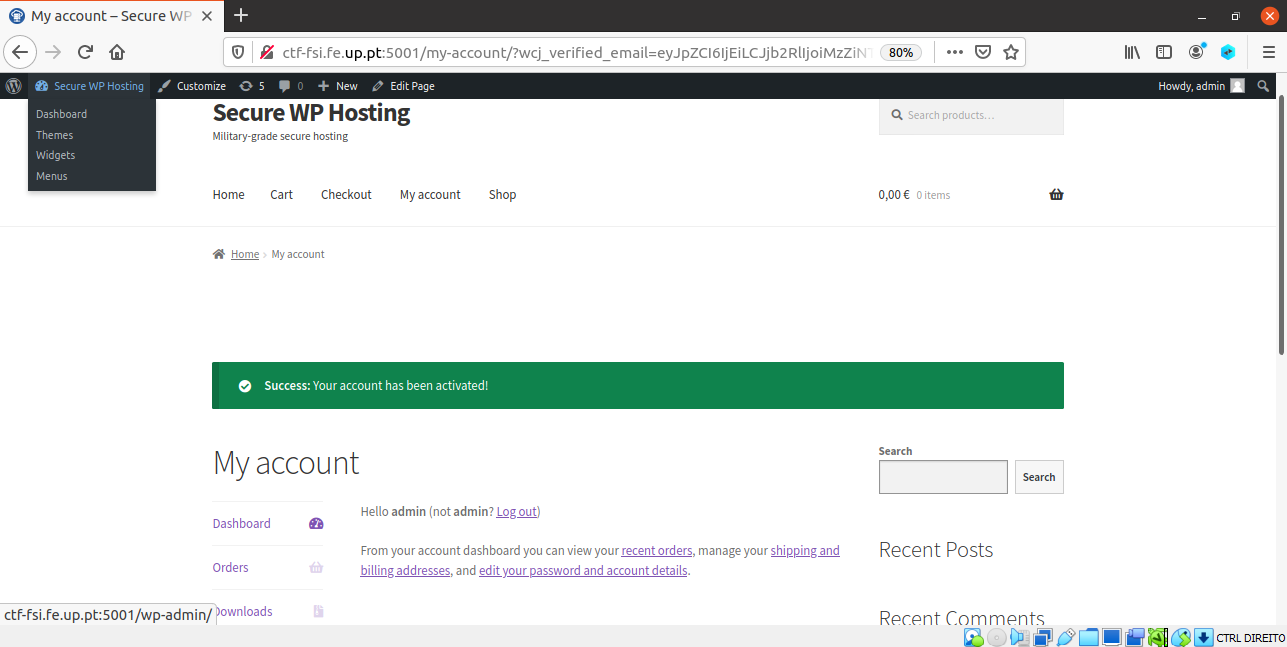 My account – Secure WP
ctf-fsi.fe.up.pt:5001/my-account/?wcj_verified_email=eyJpZCI6IjEiLCJjb2RlIjoiMzZiN
80%
Secure WP Hosting
Customize
5
0
New
Edit Page
Howdy, admin
Dashboard
Themes
Widgets
Menus
Secure WP Hosting
Military-grade secure hosting
Search products…
Home Cart Checkout My account Shop
0,00 € 0 items
Home My account
Success: Your account has been activated!
My account
Dashboard
Orders
Downloads
Hello admin (not admin? Log out)
From your account dashboard you can view your recent orders, manage your shipping and
billing addresses, and edit your password and account details.
Search
Search
Recent Posts
Recent Comments
ctf-fsi.fe.up.pt:5001/wp-admin/
CTRL DIREITO